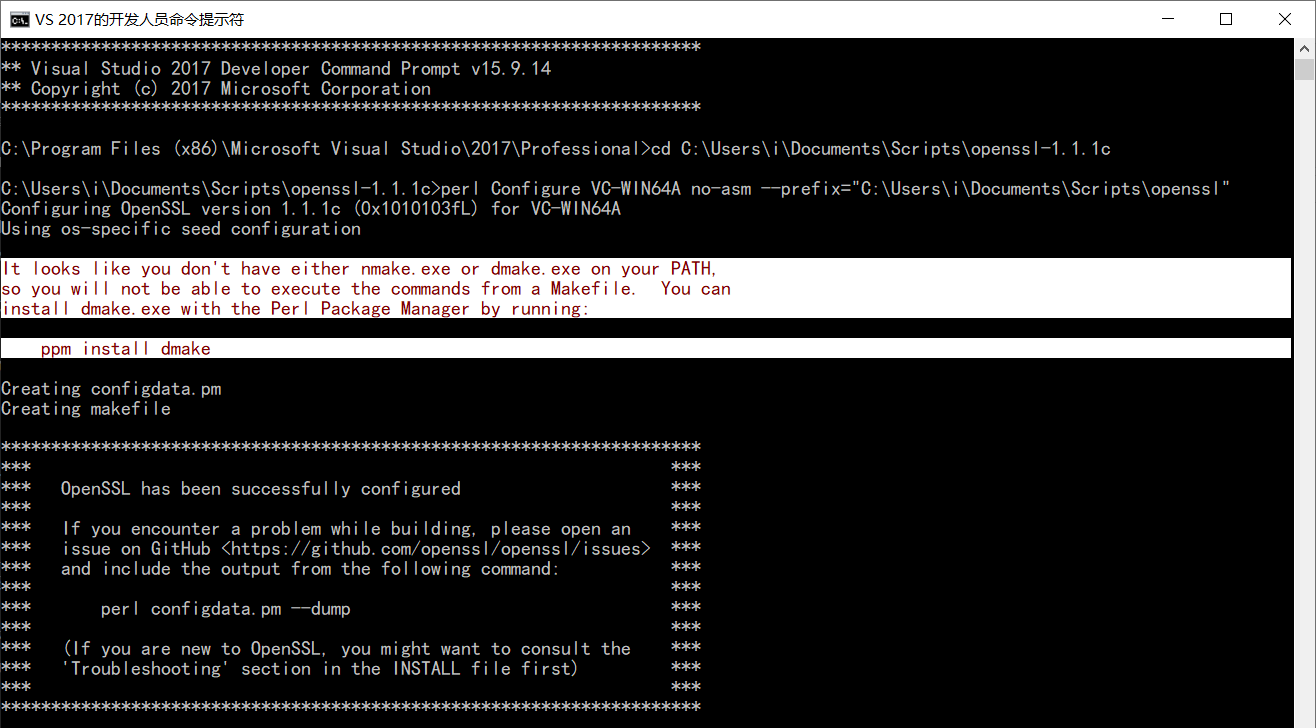 VS 2017的开发人员命令提示符
**********************************************************************
** Visual Studio 2017 Developer Command Prompt v15.9.14
** Copyright (c) 2017 Microsoft Corporation
**********************************************************************
C:\Program Files (x86)\Microsoft Visual Studio\2017\Professional>cd C:\Users\i\Documents\Scripts\openssl-1.1.1c
C:\Users\i\Documents\Scripts\openssl-1.1.1c>perl Configure VC-WIN64A no-asm --prefix="C:\Users\i\Documents\Scripts\openssl"
Configuring OpenSSL version 1.1.1c (0x1010103fL) for VC-WIN64A
Using os-specific seed configuration
It looks like you don't have either nmake.exe or dmake.exe on your PATH,
so you will not be able to execute the commands from a Makefile.  You can
install dmake.exe with the Perl Package Manager by running:
    ppm install dmake
Creating configdata.pm
Creating makefile
**********************************************************************
***                                                                ***
***   OpenSSL has been successfully configured                     ***
***                                                                ***
***   If you encounter a problem while building, please open an    ***
***   issue on GitHub <https://github.com/openssl/openssl/issues>  ***
***   and include the output from the following command:           ***
***                                                                ***
***       perl configdata.pm --dump                                ***
***                                                                ***
***   (If you are new to OpenSSL, you might want to consult the    ***
***   'Troubleshooting' section in the INSTALL file first)         ***
***                                                                ***
**********************************************************************